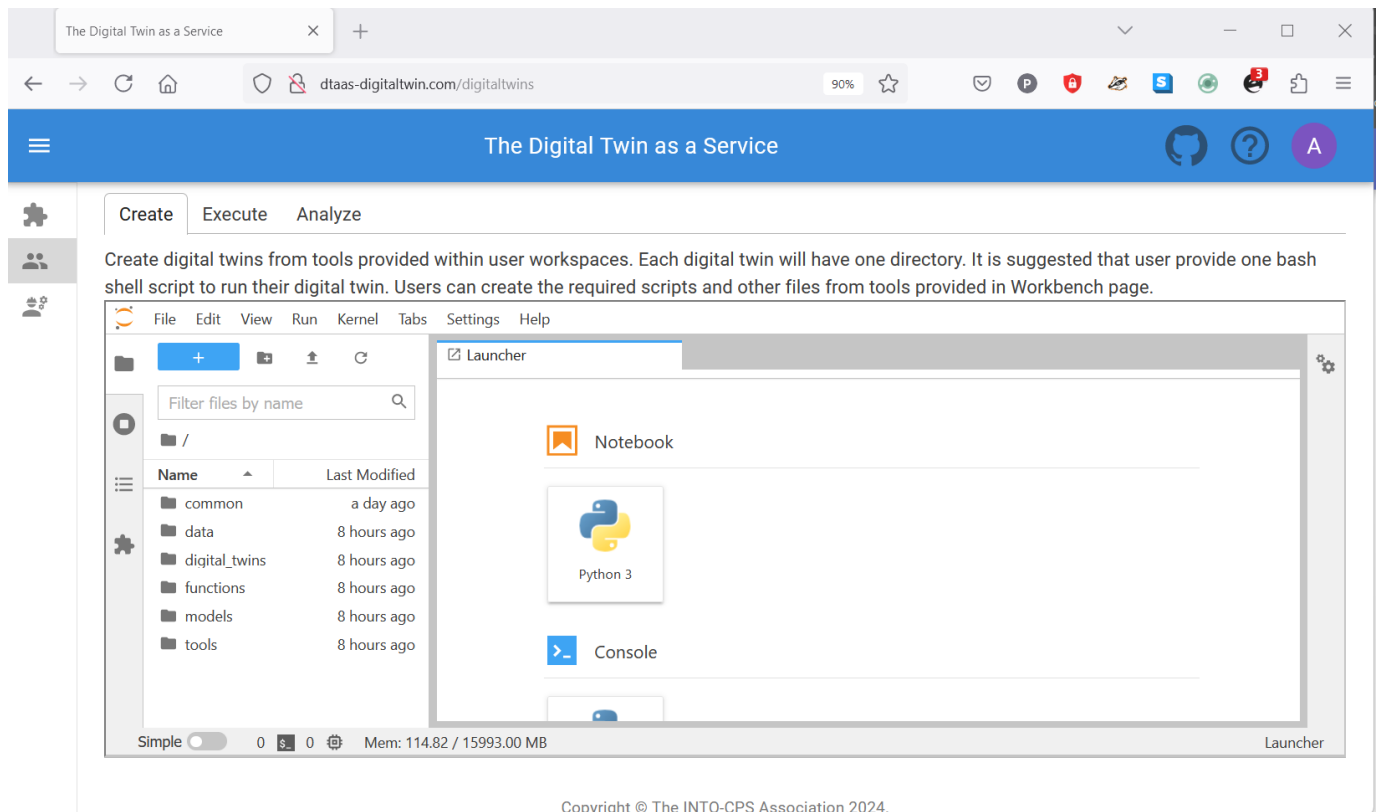 The Digital Twin as a Service
dtaas-digitaltwin.com/digitaltwins
90%
P
S
3
The Digital Twin as a Service
?
A
Create Execute Analyze
Create digital twins from tools provided within user workspaces. Each digital twin will have one directory. It is suggested that user provide one bash
shell script to run their digital twin. Users can create the required scripts and other files from tools provided in Workbench page.
File Edit View Run Kernel Tabs Settings Help
+
Launcher
Filter files by name
/
Name Last Modified
common a day ago
data 8 hours ago
digital_twins 8 hours ago
functions 8 hours ago
models 8 hours ago
tools 8 hours ago
Notebook
Python 3
>_ Console
Simple 0 $_ 0 Mem: 114.82 / 15993.00 MB Launcher
Copyright © The INTO-CPS Association 2024.